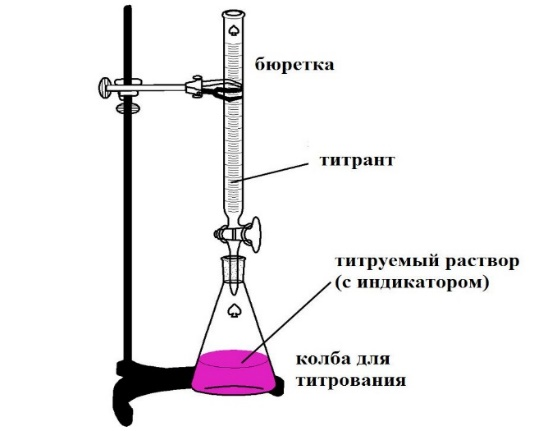 бюретка
титрант
титруемый раствор
(с индикатором)
колба для
титрования